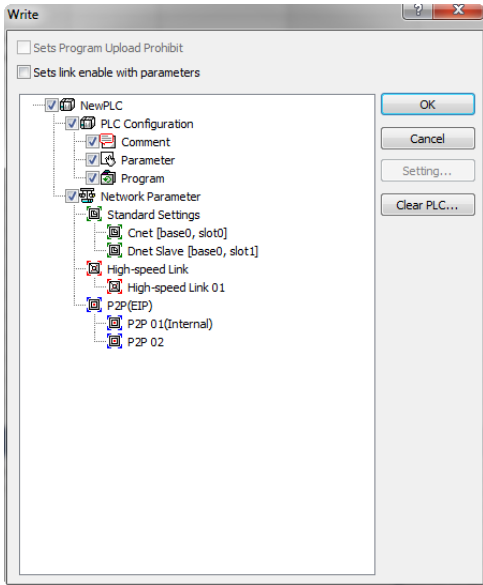 Write
Sets Program Upload Prohibit
Sets link enable with parameters
NewPLC
PLC Configuration
Comment
Parameter
Program
Network Parameter
Standard Settings
Cnet [base0, slot0]
Dnet Slave [base0, slot1]
High-speed Link
High-speed Link 01
P2P(EIP)
P2P 01(Internal)
P2P 02
OK
Cancel
Setting...
Clear PLC...